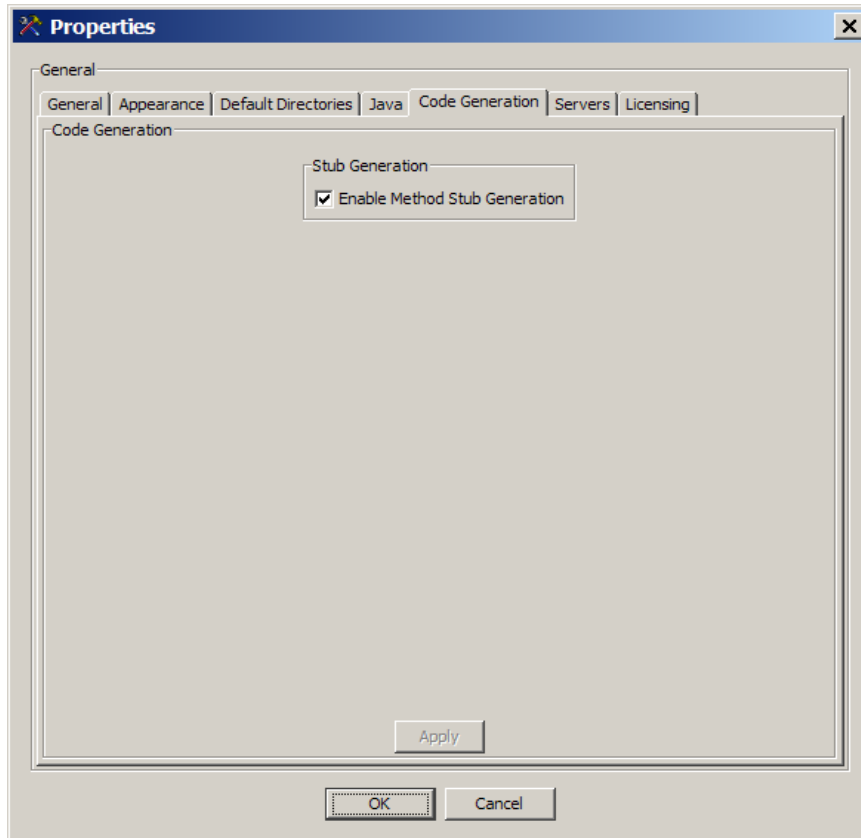 Properties
General
General Appearance Default Directories Java Code Generation Servers Licensing
Code Generation
Stub Generation
Enable Method Stub Generation
Apply
OK Cancel